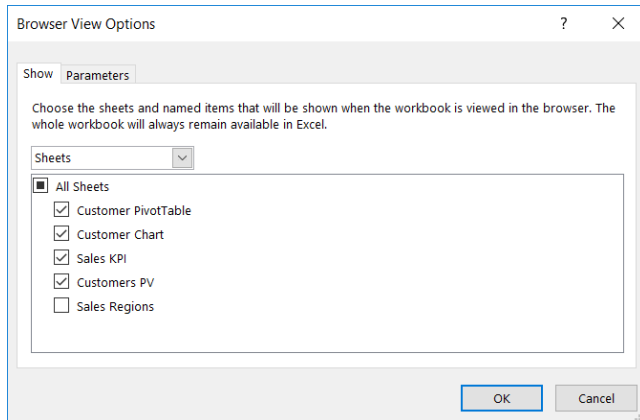 Browser View Options ?
Show Parameters
Choose the sheets and named items that will be shown when the workbook is viewed in the browser. The
whole workbook will always remain available in Excel.
Sheets
All Sheets
Customer PivotTable
Customer Chart
Sales KPI
Customers PV
Sales Regions
OK Cancel